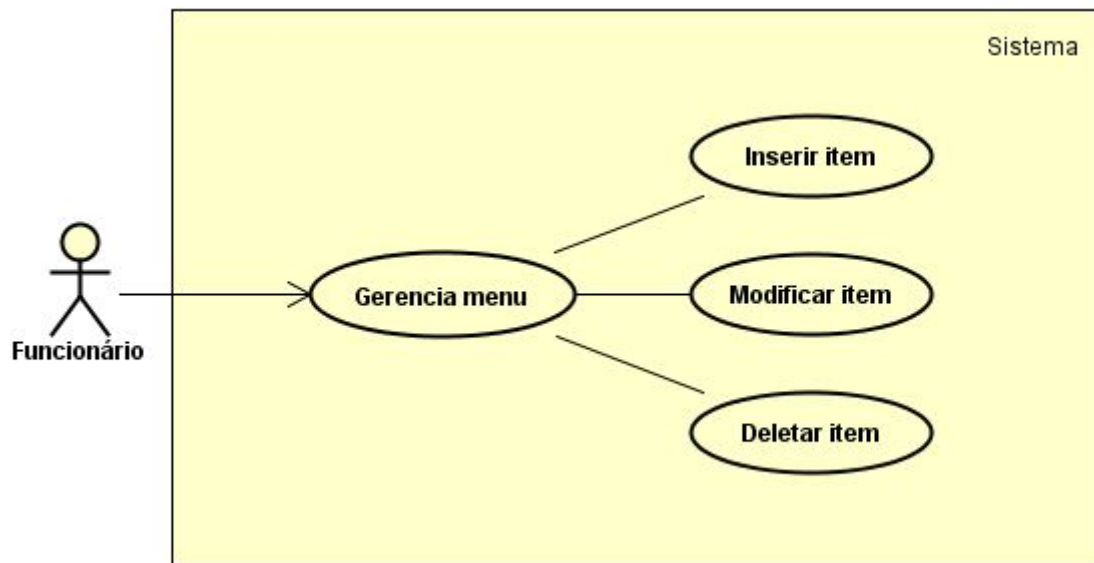 Sistema
Inserir item
Gerencia menu
Modificar item
Funcionário
Deletar item